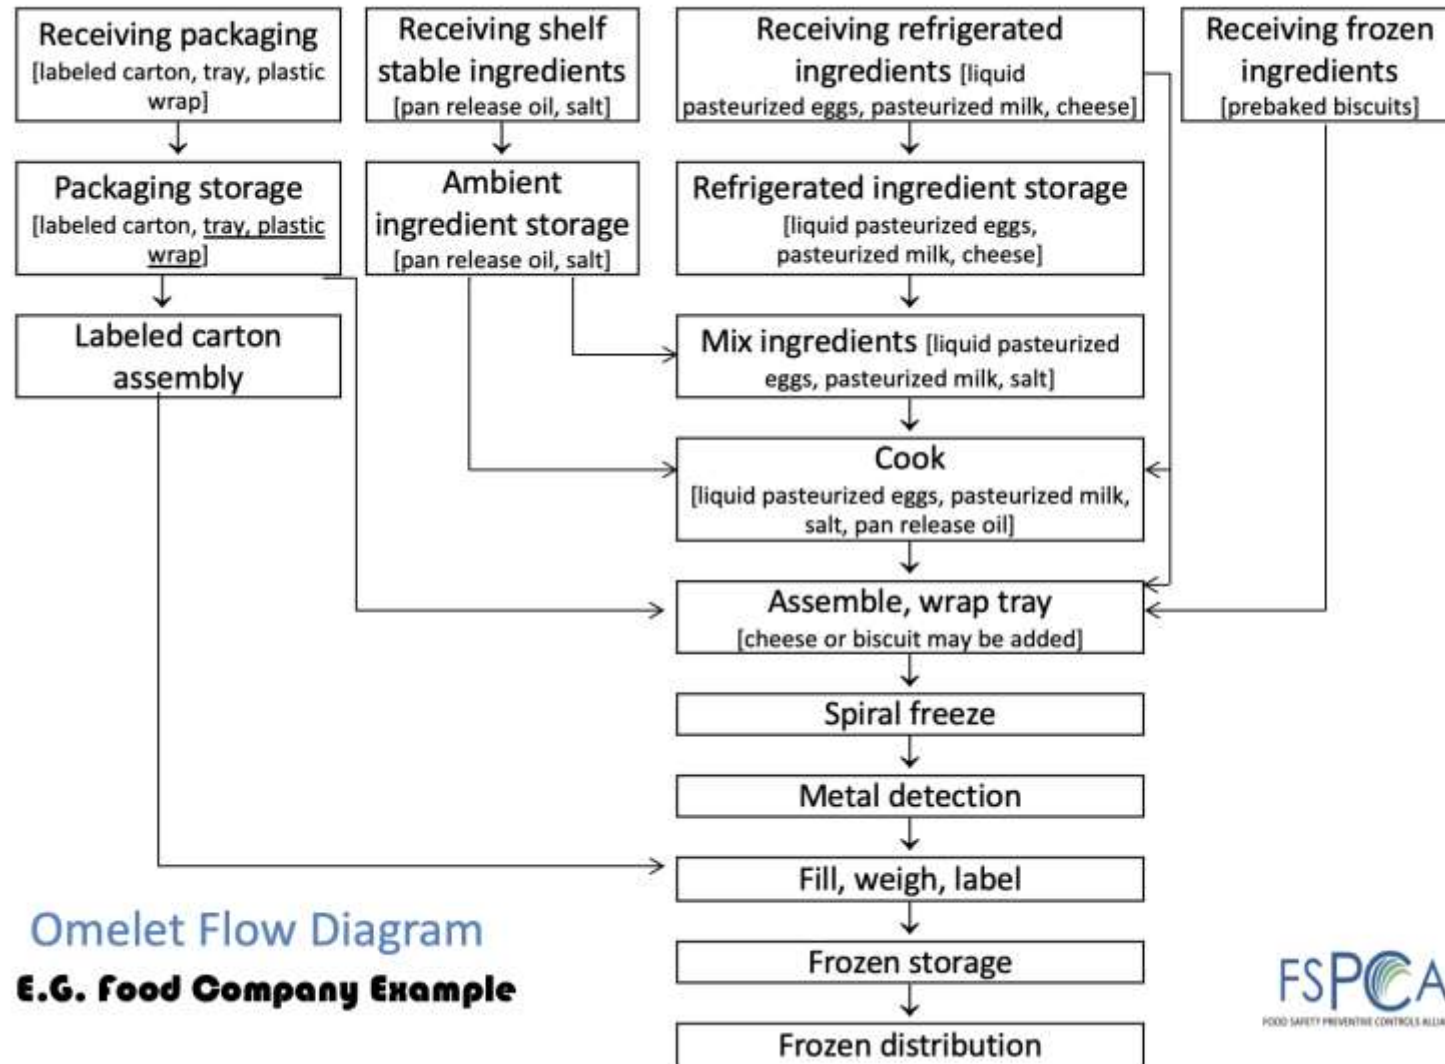 Receiving packaging
[labeled carton, tray, plastic
wrap]
Receiving shelf
stable ingredients
[pan release oil, salt]
Receiving refrigerated
ingredients [liquid
pasteurized eggs, pasteurized milk, cheese]
Receiving frozen
ingredients
[prebaked biscuits]
Packaging storage
[labeled carton, tray, plastic
wrap]
Ambient
ingredient storage
[pan release oil, salt]
Refrigerated ingredient storage
[liquid pasteurized eggs,
pasteurized milk, cheese]
Labeled carton
assembly
Mix ingredients [liquid pasteurized
eggs, pasteurized milk, salt]
Cook
[liquid pasteurized eggs, pasteurized milk,
salt, pan release oil]
Assemble, wrap tray
[cheese or biscuit may be added]
Spiral freeze
Metal detection
Fill, weigh, label
Frozen storage
Frozen distribution
Omelet Flow Diagram
E.G. Food Company Example
FSPCA
FOOD SAFETY PREVENTIVE CONTROLS